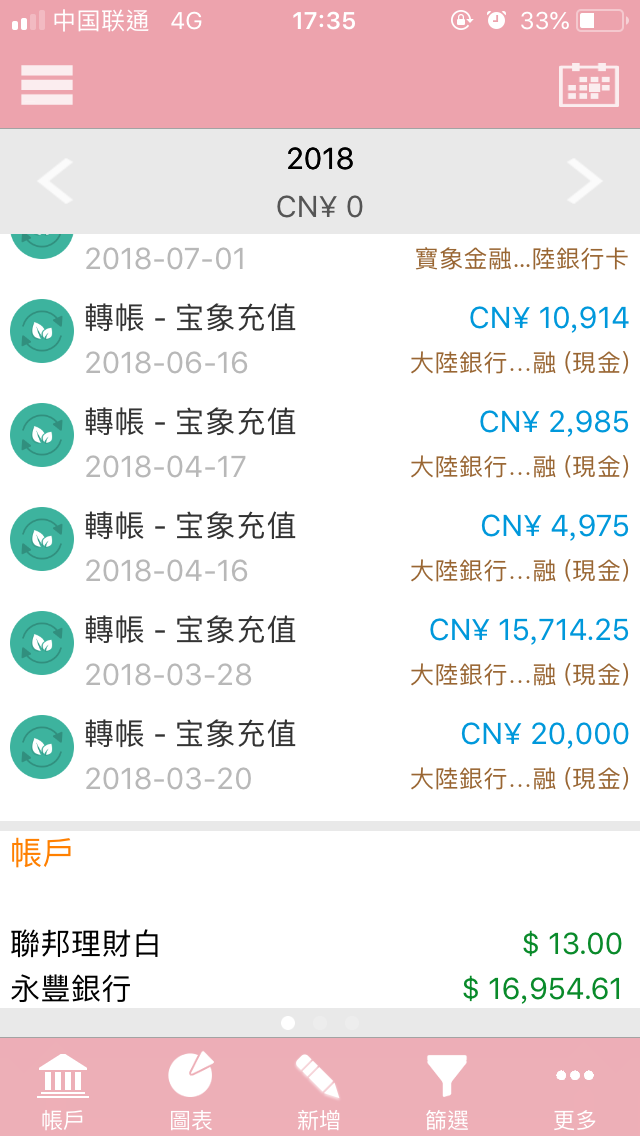 中国联通 4G 17:35 33%
2018
CN¥ 0
2018-07-01 寶象金融...陸銀行卡
轉帳 - 宝象充值 CN¥ 10,914
2018-06-16 大陸銀行...融 (現金)
轉帳 - 宝象充值 CN¥ 2,985
2018-04-17 大陸銀行...融 (現金)
轉帳 - 宝象充值 CN¥ 4,975
2018-04-16 大陸銀行...融 (現金)
轉帳 - 宝象充值 CN¥ 15,714.25
2018-03-28 大陸銀行...融 (現金)
轉帳 - 宝象充值 CN¥ 20,000
2018-03-20 大陸銀行...融 (現金)
帳戶
聯邦理財白 $ 13.00
永豐銀行 $ 16,954.61
帳戶 圖表 新增 篩選 更多